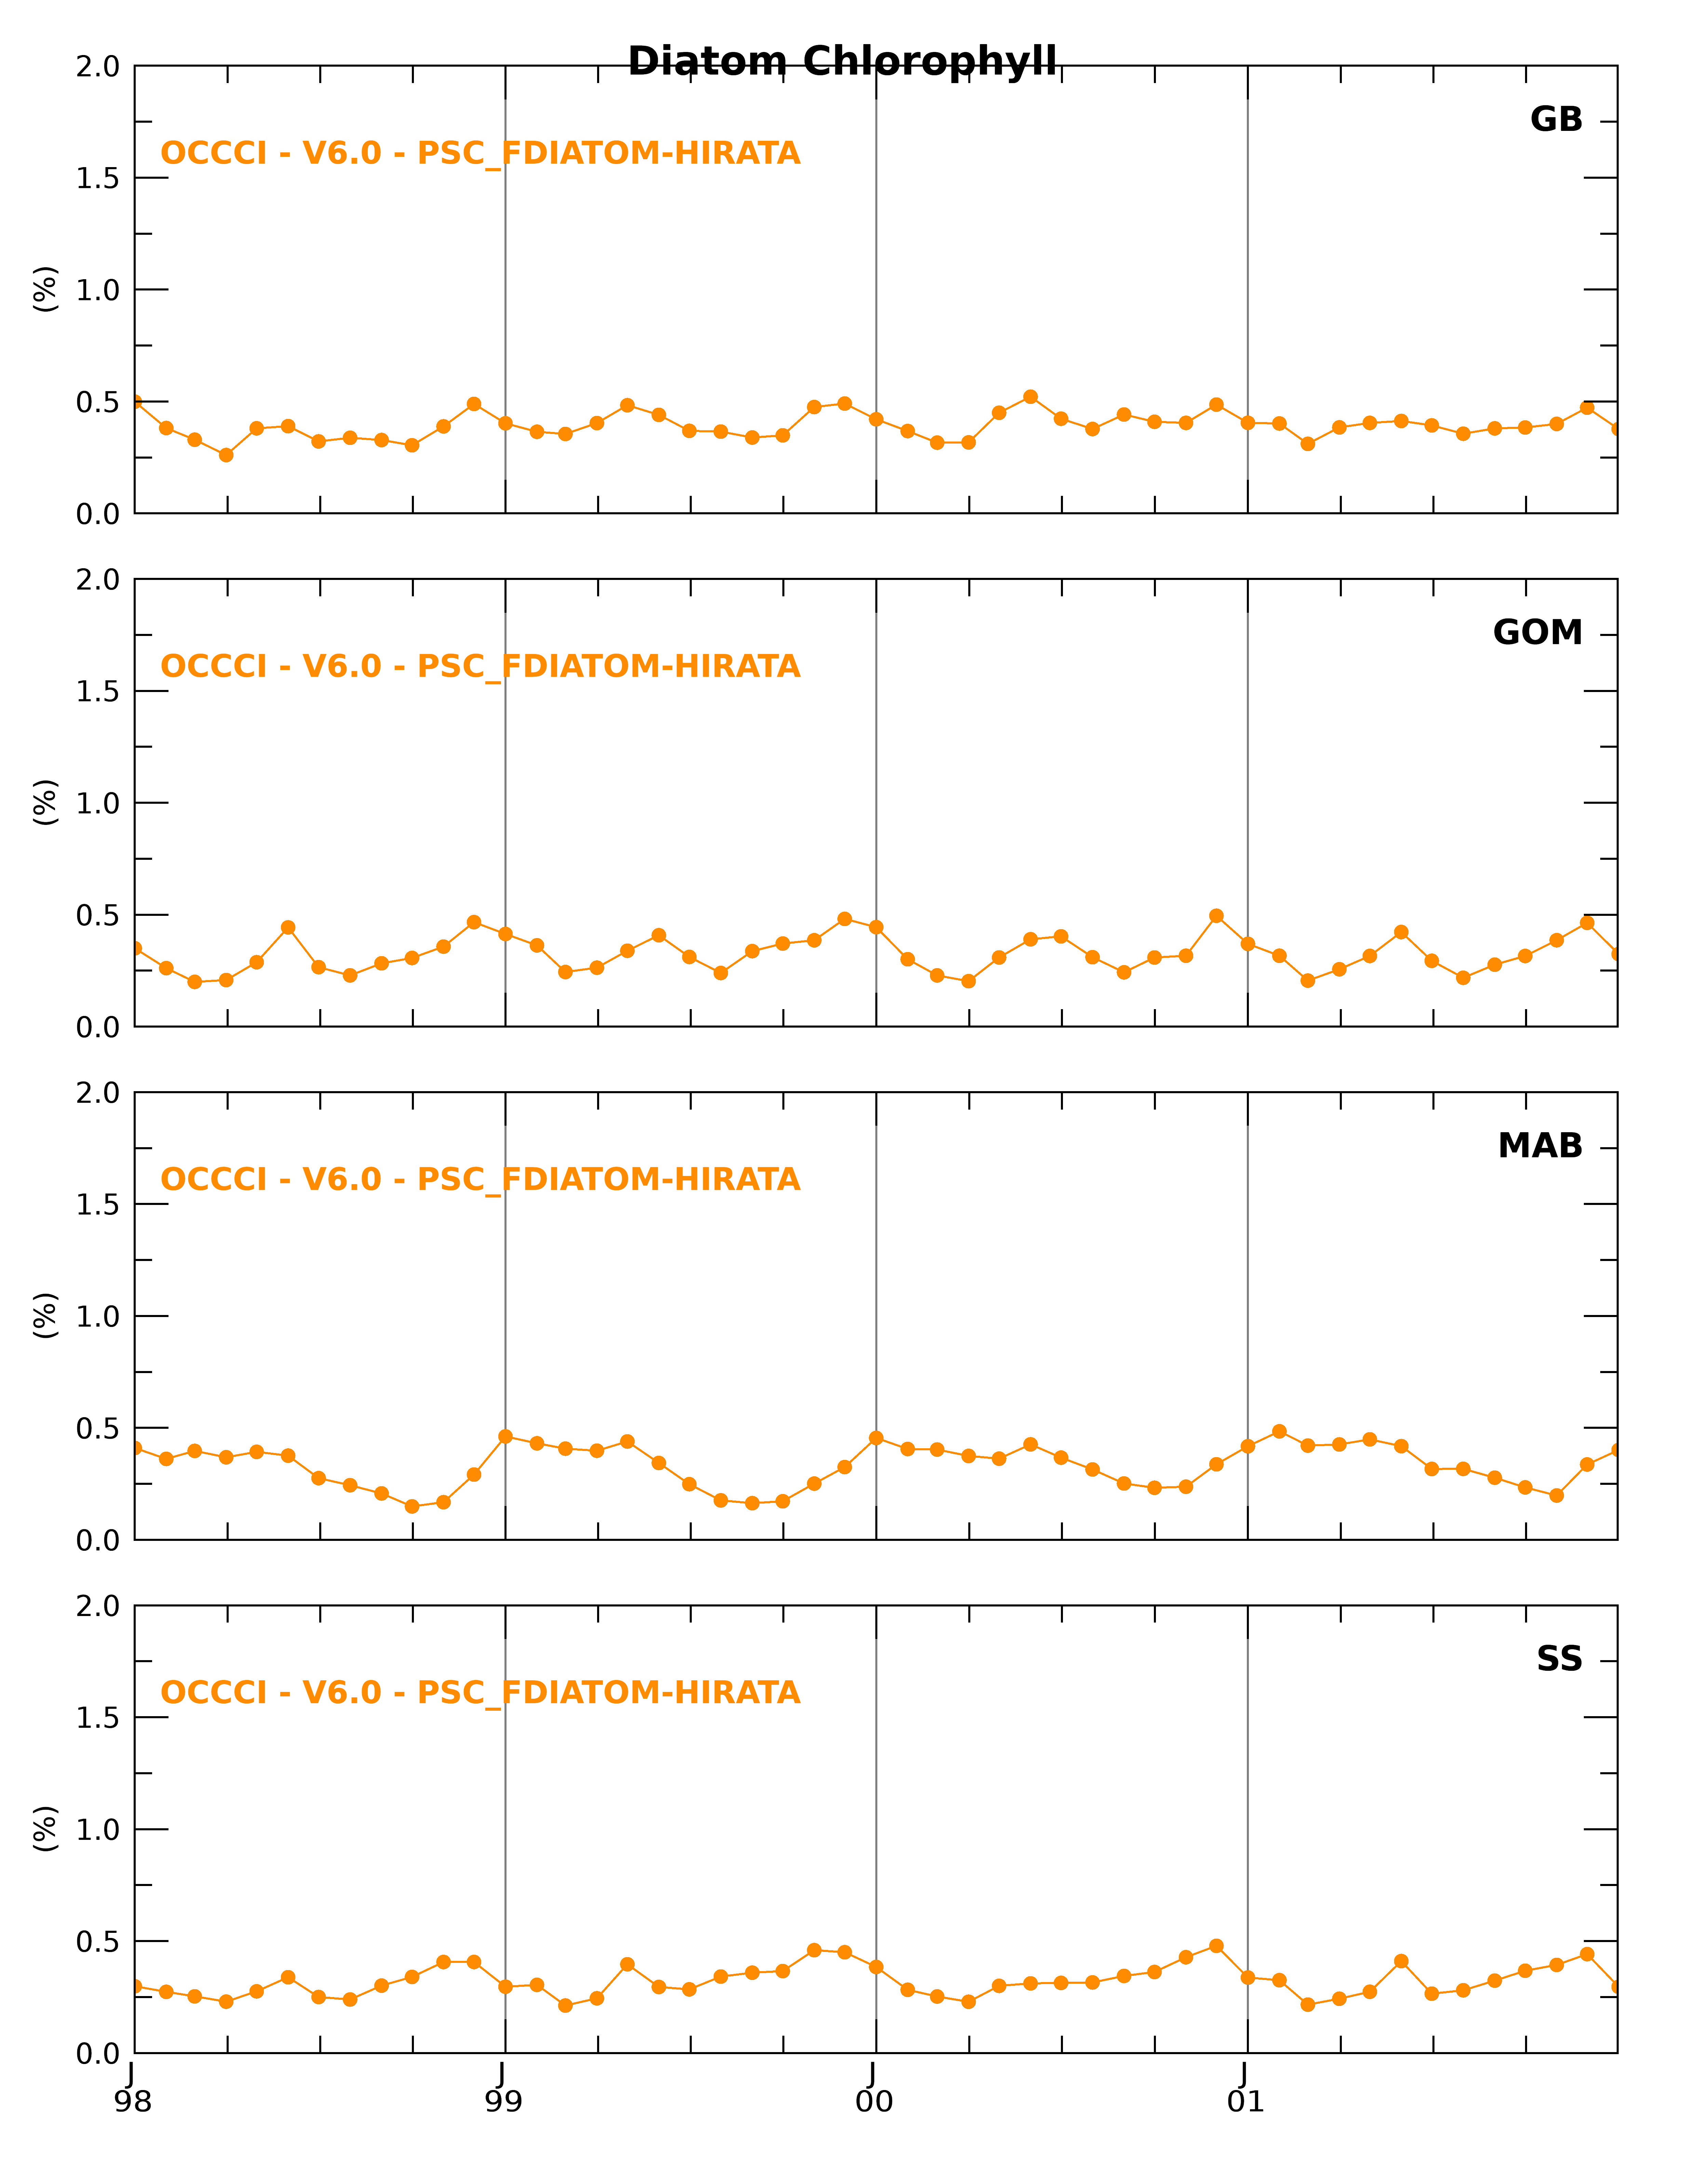 Diatom Chlorophyll
2.0
GB
OCCCI - V6.0 - PSC_FDIATOM-HIRATA
1.5
(%)
1.0
0.5
0.0
2.0
GOM
OCCCI - V6.0 - PSC_FDIATOM-HIRATA
1.5
(%)
1.0
0.5
0.0
2.0
MAB
OCCCI - V6.0 - PSC_FDIATOM-HIRATA
1.5
(%)
1.0
0.5
0.0
2.0
SS
OCCCI - V6.0 - PSC_FDIATOM-HIRATA
1.5
(%)
1.0
0.5
0.0
J J J J
98 99 00 01